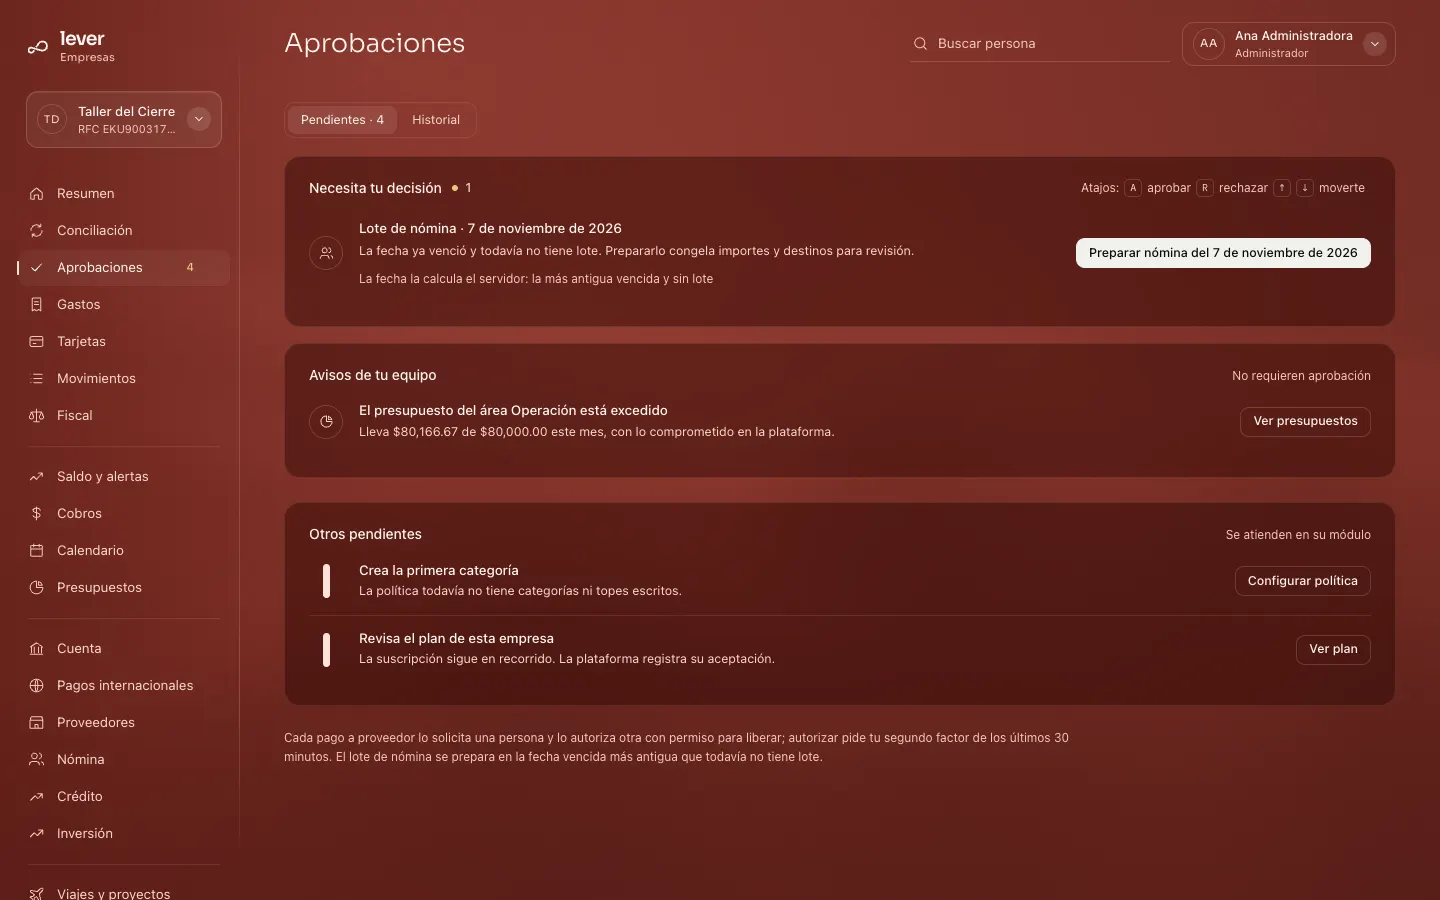 lever
Empresas
TD
Taller del Cierre
RFC EKU900317...
Resumen
Conciliación
Aprobaciones 4
Gastos
Tarjetas
Movimientos
Fiscal
Saldo y alertas
Cobros
Calendario
Presupuestos
Cuenta
Pagos internacionales
Proveedores
Nómina
Crédito
Inversión
Viajes y proyectos
Aprobaciones
Buscar persona
AA
Ana Administradora
Administrador
Pendientes · 4 Historial
Necesita tu decisión • 1
Atajos: A aprobar R rechazar ↑ ↓ moverte
Lote de nómina · 7 de noviembre de 2026
La fecha ya venció y todavía no tiene lote. Prepararlo congela importes y destinos para revisión.
La fecha la calcula el servidor: la más antigua vencida y sin lote
Preparar nómina del 7 de noviembre de 2026
Avisos de tu equipo
No requieren aprobación
El presupuesto del área Operación está excedido
Lleva $80,166.67 de $80,000.00 este mes, con lo comprometido en la plataforma.
Ver presupuestos
Otros pendientes
Se atienden en su módulo
Crea la primera categoría
La política todavía no tiene categorías ni topes escritos.
Configurar política
Revisa el plan de esta empresa
La suscripción sigue en recorrido. La plataforma registra su aceptación.
Ver plan
Cada pago a proveedor lo solicita una persona y lo autoriza otra con permiso para liberar; autorizar pide tu segundo factor de los últimos 30
minutos. El lote de nómina se prepara en la fecha vencida más antigua que todavía no tiene lote.